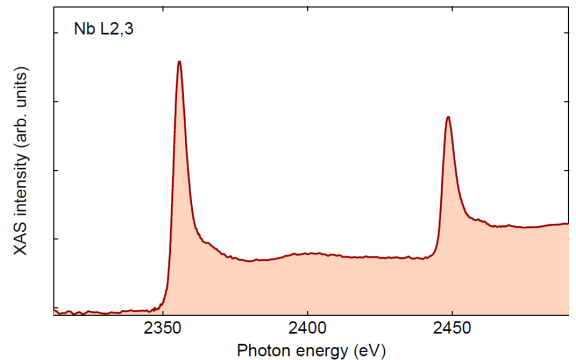 Nb L2,3
XAS intensity (arb. units)
2350
2400
2450
Photon energy (eV)